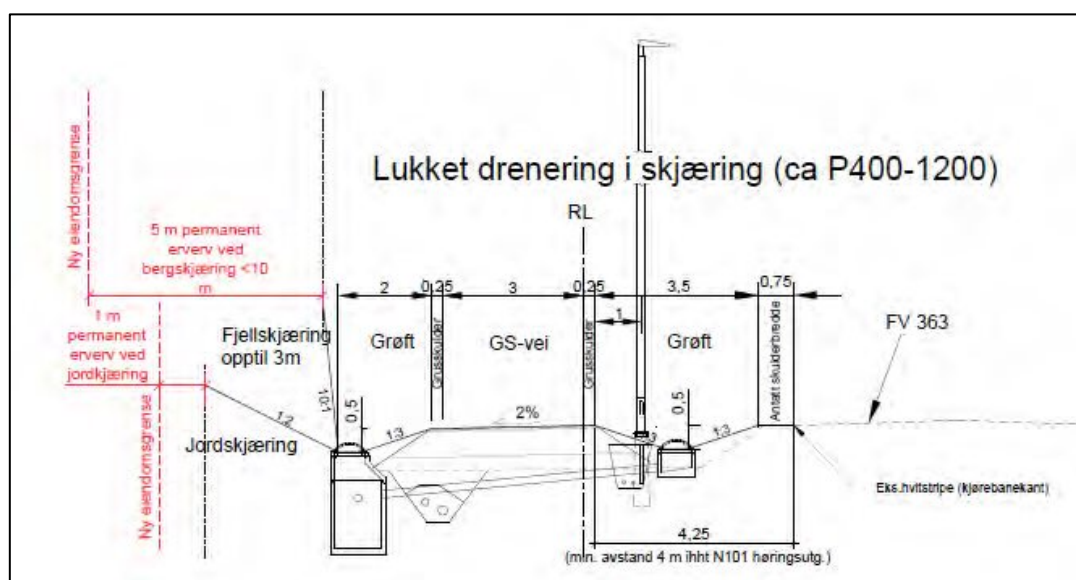 Lukket drenering i skjæring (ca P400-1200)
RL
Ny eiendomsgrense
5 m permanent
erverv ved
bergskjæring <10
m
1 m
permanent
erverv ved
jordkjæring
Ny eiendomsgrense
Fjellskjæring
opptil 3m
Jordskjæring
1:2
10:1
2
0,25
3
0,25
3,5
0,75
1
Grøft
Grusskulder
GS-vei
Grusskulder
Grøft
Antatt skulderbredde
FV 363
0,5
1:3
2%
0,5
1:3
Eks.hvitstripe (kjørebanekant)
4,25
(min. avstand 4 m ihht N101 høringsutg.)